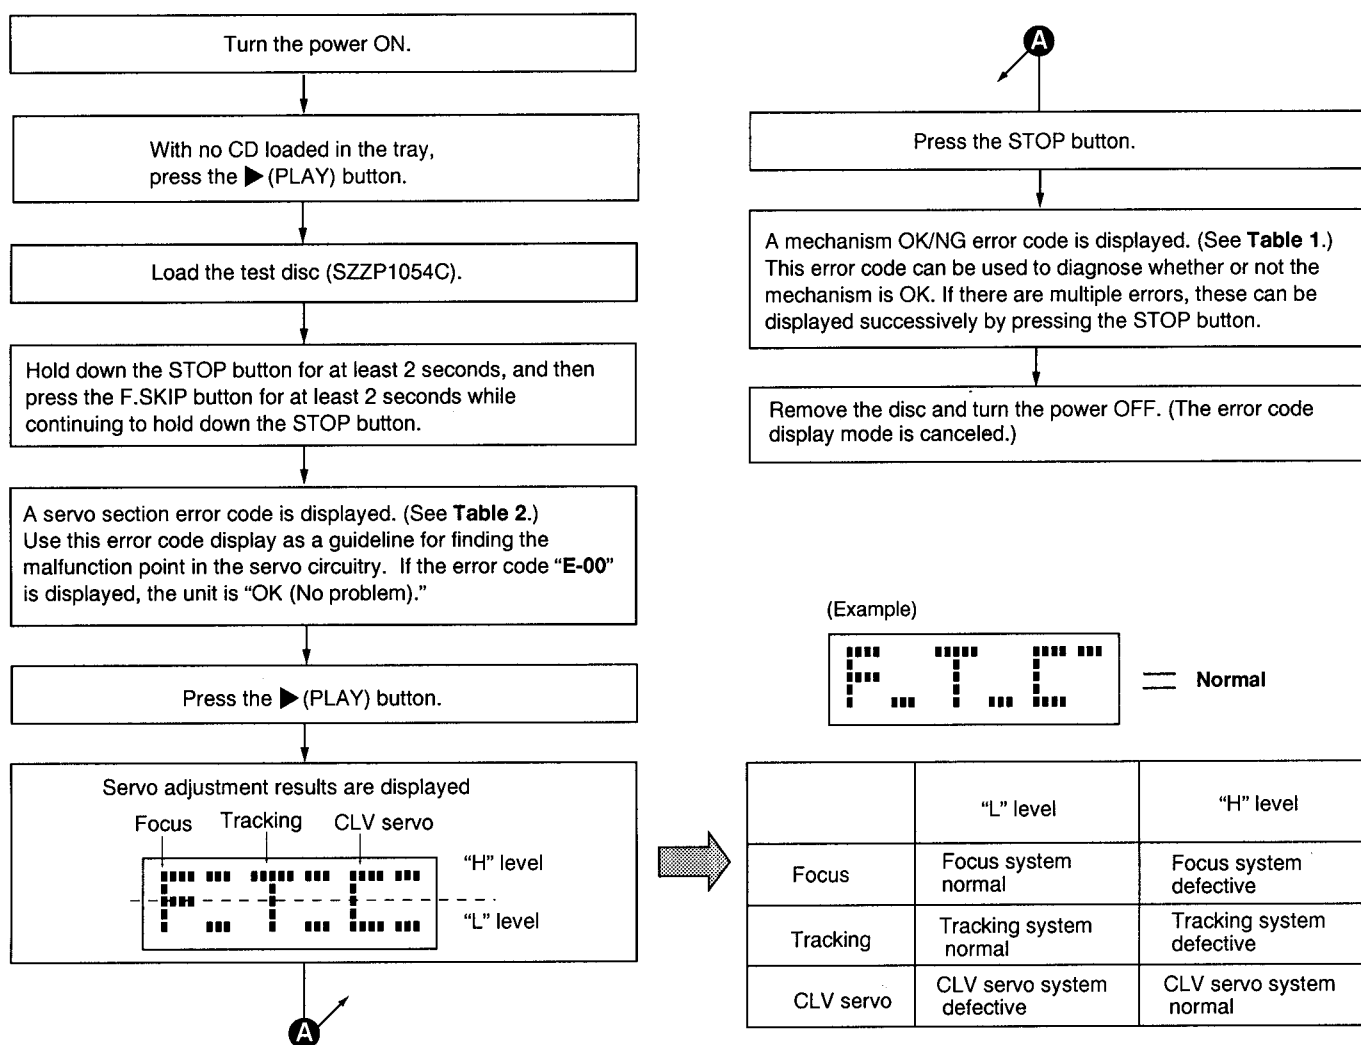 Turn the power ON.
With no CD loaded in the tray,
press the ▶ (PLAY) button.
Load the test disc (SZZP1054C).
Hold down the STOP button for at least 2 seconds, and then
press the F.SKIP button for at least 2 seconds while
continuing to hold down the STOP button.
A servo section error code is displayed. (See Table 2.)
Use this error code display as a guideline for finding the
malfunction point in the servo circuitry. If the error code “E-00”
is displayed, the unit is “OK (No problem).”
Press the ▶ (PLAY) button.
Servo adjustment results are displayed
Focus Tracking CLV servo
“H” level
F T C
“L” level
A
A
Press the STOP button.
A mechanism OK/NG error code is displayed. (See Table 1.)
This error code can be used to diagnose whether or not the
mechanism is OK. If there are multiple errors, these can be
displayed successively by pressing the STOP button.
Remove the disc and turn the power OFF. (The error code
display mode is canceled.)
(Example)
F_ T_ C¯ = Normal
“L” level “H” level
Focus Focus system normal Focus system defective
Tracking Tracking system normal Tracking system defective
CLV servo CLV servo system defective CLV servo system normal